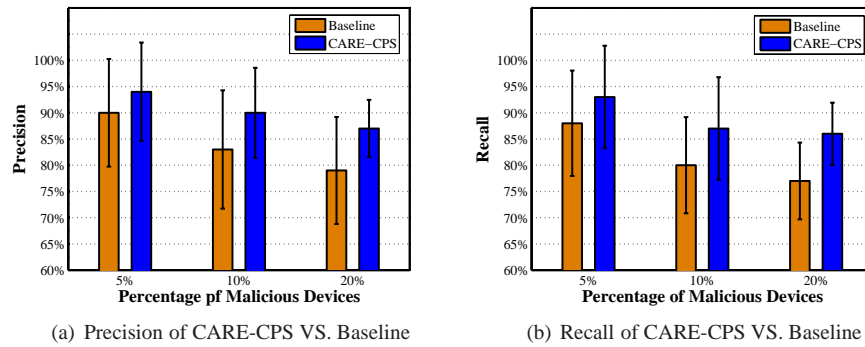 Baseline
CARE−CPS
100%
95%
90%
85%
80%
75%
70%
65%
60%
Precision
5%
10%
20%
Percentage pf Malicious Devices
(a) Precision of CARE-CPS VS. Baseline
Baseline
CARE−CPS
100%
95%
90%
85%
80%
75%
70%
65%
60%
Recall
5%
10%
20%
Percentage of Malicious Devices
(b) Recall of CARE-CPS VS. Baseline